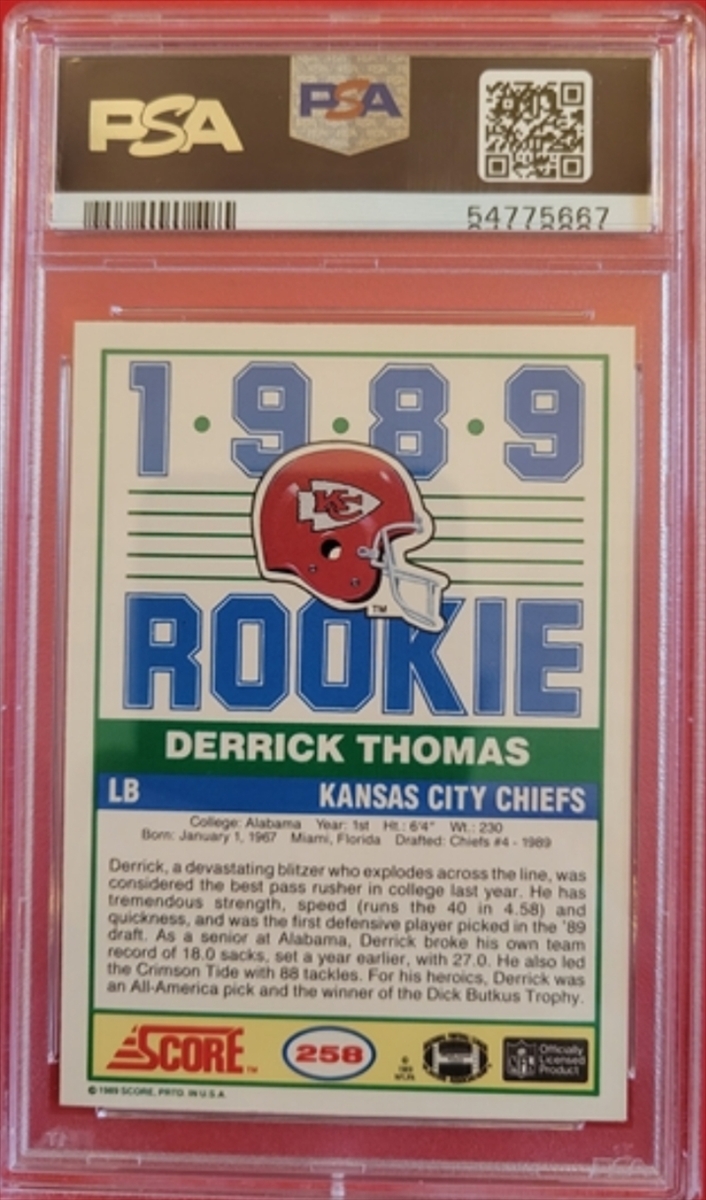 PSA
PSA
54775667
1·9·8·9
KC
TM
ROOKIE
DERRICK THOMAS
LB KANSAS CITY CHIEFS
College: Alabama Year: 1st Ht.: 6'4" Wt.: 230
Born: January 1, 1967 Miami, Florida Drafted: Chiefs #4 - 1989
Derrick, a devastating blitzer who explodes across the line, was
considered the best pass rusher in college last year. He has
tremendous strength, speed (runs the 40 in 4.58) and
quickness, and was the first defensive player picked in the '89
draft. As a senior at Alabama, Derrick broke his own team
record of 18.0 sacks, set a year earlier, with 27.0. He also led
the Crimson Tide with 88 tackles. For his heroics, Derrick was
an All-America pick and the winner of the Dick Butkus Trophy.
SCORE TM 258 NFL Officially
Licensed
Product
© 1989 SCORE, PRTD. IN U.S.A.
PSA